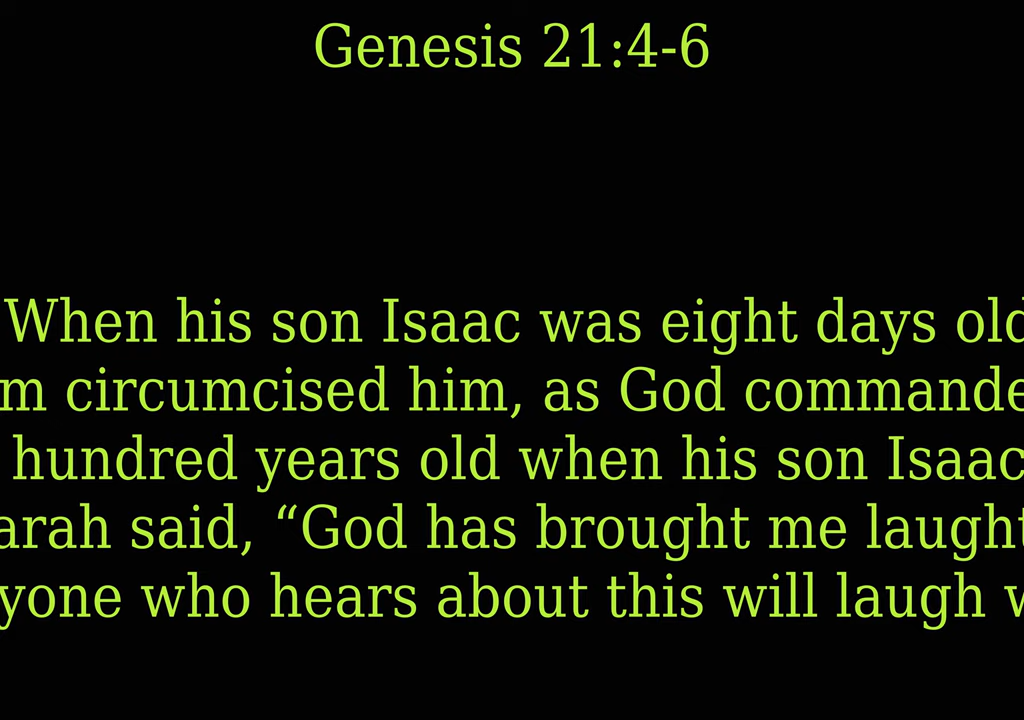 Genesis 21:4-6
When his son Isaac was eight days old
m circumcised him, as God commande
hundred years old when his son Isaac
arah said, “God has brought me laught
yone who hears about this will laugh w